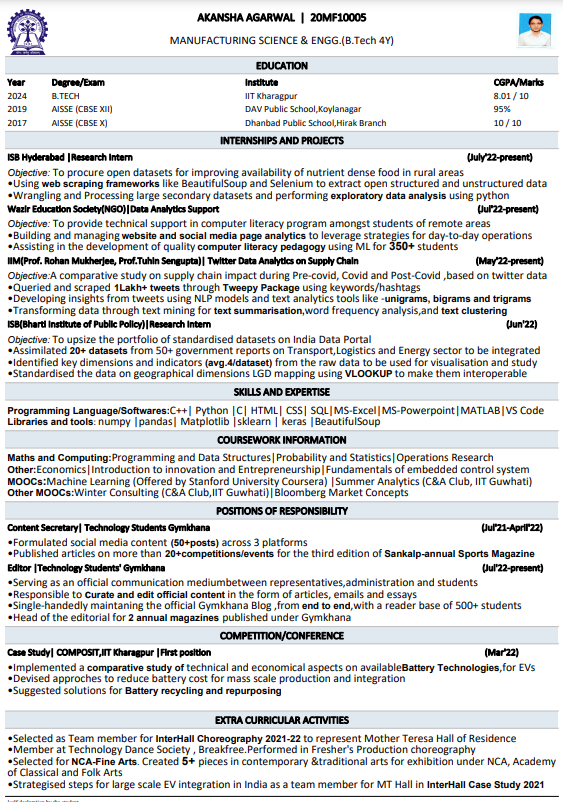 AKANSHA AGARWAL | 20MF10005
MANUFACTURING SCIENCE & ENGG.(B.Tech 4Y)
EDUCATION
Year Degree/Exam Institute CGPA/Marks
2024 B.TECH IIT Kharagpur 8.01 / 10
2019 AISSE (CBSE XII) DAV Public School,Koylanagar 95%
2017 AISSE (CBSE X) Dhanbad Public School,Hirak Branch 10 / 10
INTERNSHIPS AND PROJECTS
ISB Hyderabad |Research Intern (July'22-present)
Objective: To procure open datasets for improving availability of nutrient dense food in rural areas
•Using web scraping frameworks like BeautifulSoup and Selenium to extract open structured and unstructured data
•Wrangling and Processing large secondary datasets and performing exploratory data analysis using python
Wazir Education Society(NGO)|Data Analytics Support (Jul'22-present)
Objective: To provide technical support in computer literacy program amongst students of remote areas
•Building and managing website and social media page analytics to leverage strategies for day-to-day operations
•Assisting in the development of quality computer literacy pedagogy using ML for 350+ students
IIM(Prof. Rohan Mukherjee, Prof.Tuhin Sengupta)| Twitter Data Analytics on Supply Chain (May'22-present)
Objective:A comparative study on supply chain impact during Pre-covid, Covid and Post-Covid ,based on twitter data
•Queried and scraped 1Lakh+ tweets through Tweepy Package using keywords/hashtags
•Developing insights from tweets using NLP models and text analytics tools like -unigrams, bigrams and trigrams
•Transforming data through text mining for text summarisation,word frequency analysis,and text clustering
ISB(Bharti Institute of Public Policy)|Research Intern (Jun'22)
Objective: To upsize the portfolio of standardised datasets on India Data Portal
•Assimilated 20+ datasets from 50+ government reports on Transport,Logistics and Energy sector to be integrated
•Identified key dimensions and indicators (avg.4/dataset) from the raw data to be used for visualisation and study
•Standardised the data on geographical dimensions LGD mapping using VLOOKUP to make them interoperable
SKILLS AND EXPERTISE
Programming Language/Softwares:C++| Python |C| HTML| CSS| SQL|MS-Excel|MS-Powerpoint|MATLAB|VS Code
Libraries and tools: numpy |pandas| Matplotlib |sklearn | keras |BeautifulSoup
COURSEWORK INFORMATION
Maths and Computing:Programming and Data Structures|Probability and Statistics|Operations Research
Other:Economics|Introduction to innovation and Entrepreneurship|Fundamentals of embedded control system
MOOCs:Machine Learning (Offered by Stanford University Coursera) |Summer Analytics (C&A Club, IIT Guwhati)
Other MOOCs:Winter Consulting (C&A Club,IIT Guwhati)|Bloomberg Market Concepts
POSITIONS OF RESPONSIBILITY
Content Secretary| Technology Students Gymkhana (Jul'21-April'22)
•Formulated social media content (50+posts) across 3 platforms
•Published articles on more than 20+competitions/events for the third edition of Sankalp-annual Sports Magazine
Editor |Technology Students' Gymkhana (Jul'22-present)
•Serving as an official communication mediumbetween representatives,administration and students
•Responsible to Curate and edit official content in the form of articles, emails and essays
•Single-handedly maintaning the official Gymkhana Blog ,from end to end,with a reader base of 500+ students
•Head of the editorial for 2 annual magazines published under Gymkhana
COMPETITION/CONFERENCE
Case Study| COMPOSIT,IIT Kharagpur |First position (Mar'22)
•Implemented a comparative study of technical and economical aspects on availableBattery Technologies,for EVs
•Devised approches to reduce battery cost for mass scale production and integration
•Suggested solutions for Battery recycling and repurposing
EXTRA CURRICULAR ACTIVITIES
•Selected as Team member for InterHall Choreography 2021-22 to represent Mother Teresa Hall of Residence
•Member at Technology Dance Society , Breakfree.Performed in Fresher's Production choreography
•Selected for NCA-Fine Arts. Created 5+ pieces in contemporary &traditional arts for exhibition under NCA, Academy
of Classical and Folk Arts
•Strategised steps for large scale EV integration in India as a team member for MT Hall in InterHall Case Study 2021